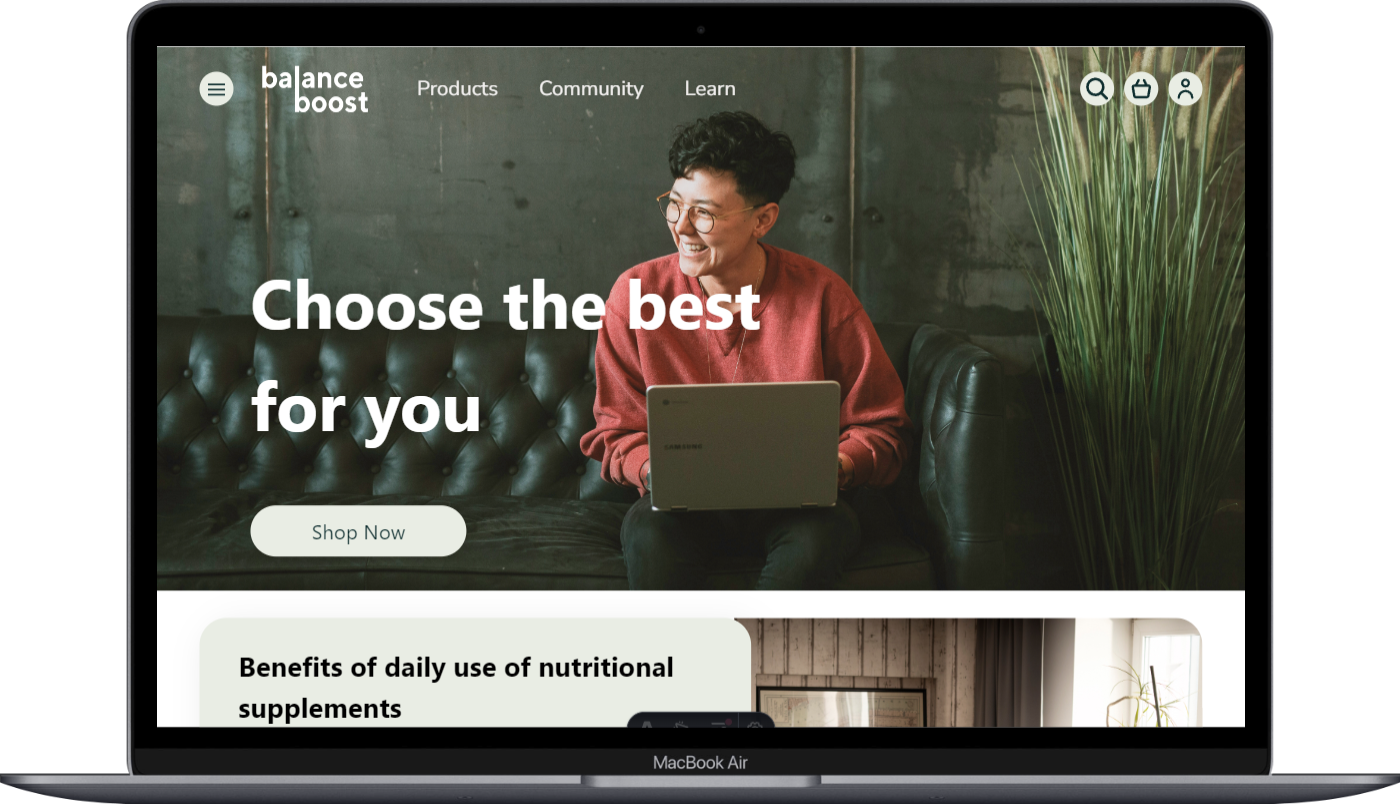 balance
boost
Products Community Learn
Choose the best
for you
SAMSUNG
Shop Now
Benefits of daily use of nutritional
supplements
MacBook Air